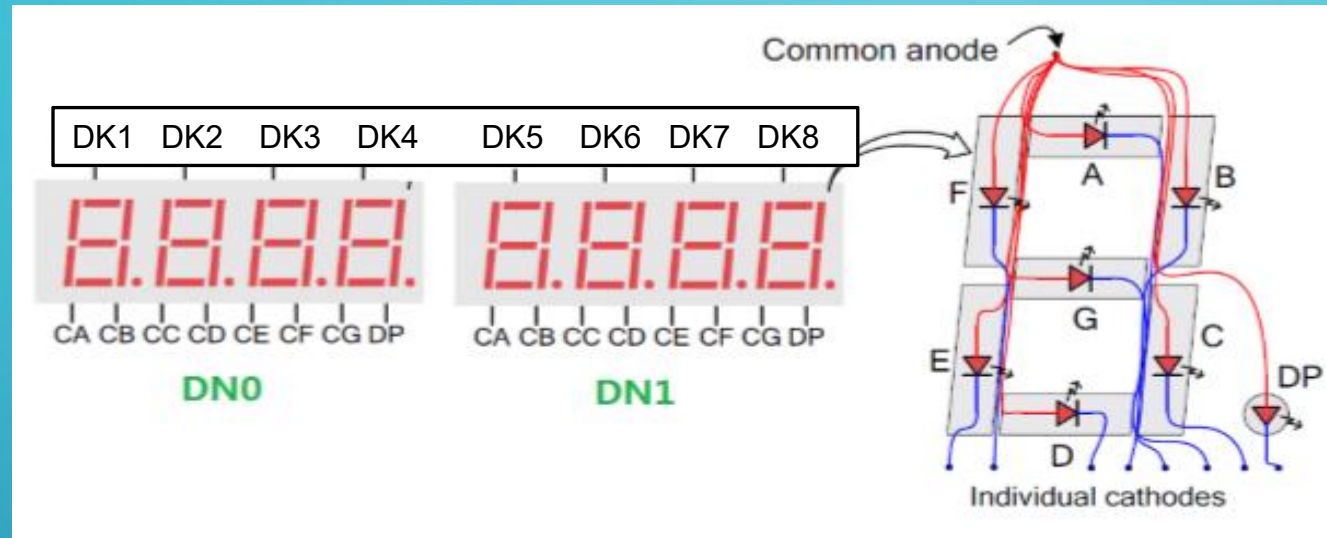 Common anode
DK1 DK2 DK3 DK4 DK5 DK6 DK7 DK8
A
F
B
G
E
C
DP
D
CA CB CC CD CE CF CG DP
CA CB CC CD CE CF CG DP
DN0
DN1
Individual cathodes